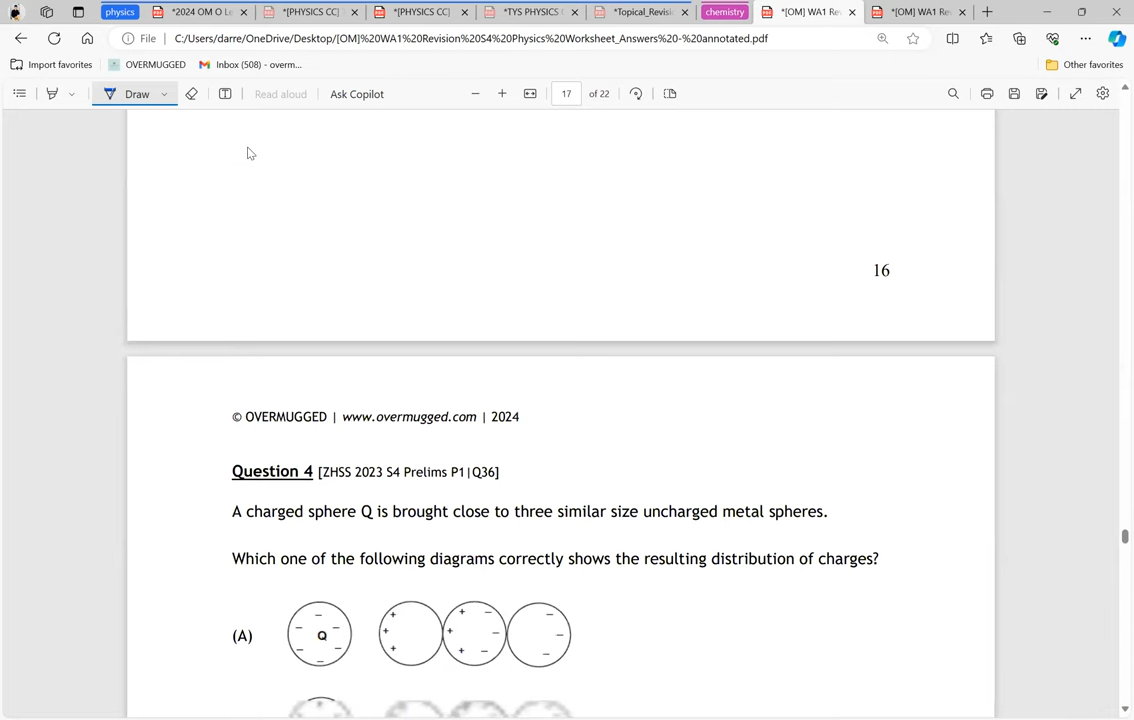 physics
*2024 OM O Le
*[PHYSICS CC]
*[PHYSICS CC]
*TYS PHYSICS
*Topical_Revisi
chemistry
*[OM] WA1 Rev
*[OM] WA1 Rev
File
C:/Users/darre/OneDrive/Desktop/[OM]%20WA1%20Revision%20S4%20Physics%20Worksheet_Answers%20-%20annotated.pdf
Import favorites
OVERMUGGED
Inbox (508) - overm...
Other favorites
Draw
Read aloud
Ask Copilot
17
of 22
16
© OVERMUGGED | www.overmugged.com | 2024
Question 4 [ZHSS 2023 S4 Prelims P1|Q36]
A charged sphere Q is brought close to three similar size uncharged metal spheres.
Which one of the following diagrams correctly shows the resulting distribution of charges?
(A)
Q